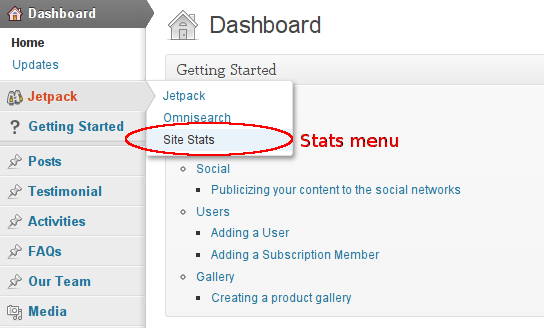 Dashboard
Home
Updates
Jetpack
Getting Started
Posts
Testimonial
Activities
FAQs
Our Team
Media
Dashboard
Getting Started
Jetpack
Omnisearch
Site Stats
Stats menu
Social
Publicizing your content to the social networks
Users
Adding a User
Adding a Subscription Member
Gallery
Creating a product gallery